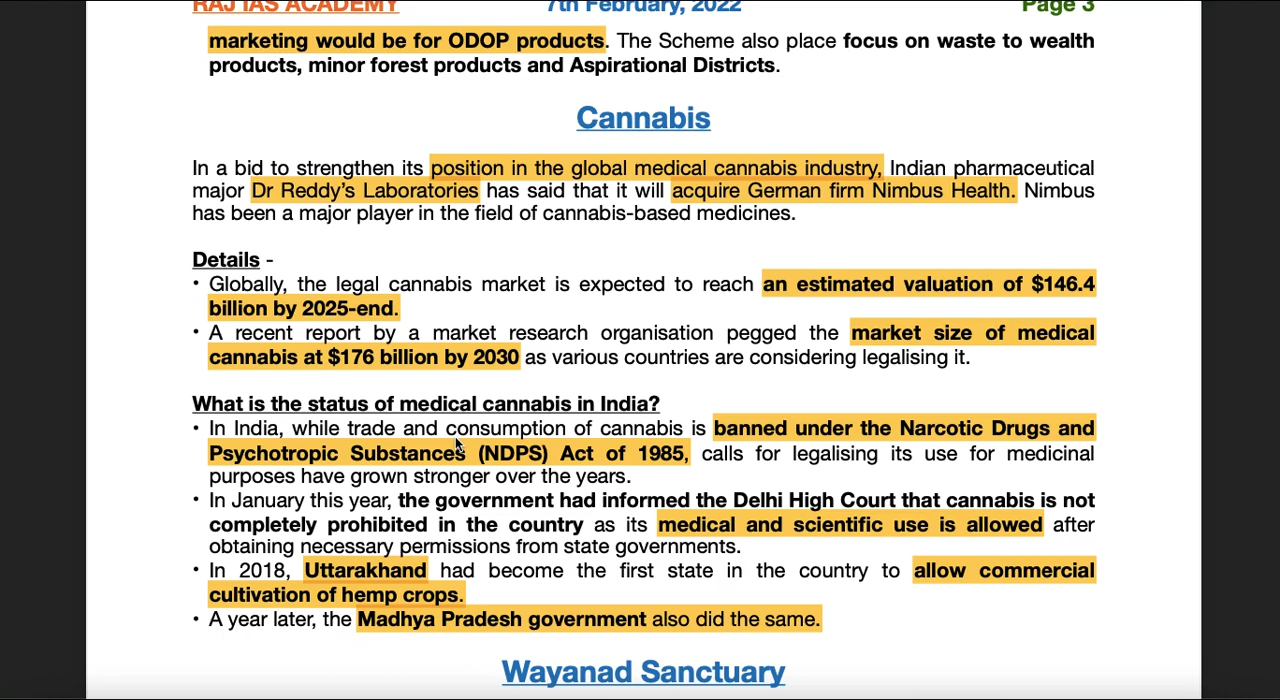 RAJ IAS ACADEMY 7th February, 2022 Page 3
marketing would be for ODOP products. The Scheme also place focus on waste to wealth
products, minor forest products and Aspirational Districts.
Cannabis
In a bid to strengthen its position in the global medical cannabis industry, Indian pharmaceutical
major Dr Reddy's Laboratories has said that it will acquire German firm Nimbus Health. Nimbus
has been a major player in the field of cannabis-based medicines.
Details -
• Globally, the legal cannabis market is expected to reach an estimated valuation of $146.4
billion by 2025-end.
• A recent report by a market research organisation pegged the market size of medical
cannabis at $176 billion by 2030 as various countries are considering legalising it.
What is the status of medical cannabis in India?
• In India, while trade and consumption of cannabis is banned under the Narcotic Drugs and
Psychotropic Substances (NDPS) Act of 1985, calls for legalising its use for medicinal
purposes have grown stronger over the years.
• In January this year, the government had informed the Delhi High Court that cannabis is not
completely prohibited in the country as its medical and scientific use is allowed after
obtaining necessary permissions from state governments.
• In 2018, Uttarakhand had become the first state in the country to allow commercial
cultivation of hemp crops.
• A year later, the Madhya Pradesh government also did the same.
Wayanad Sanctuary